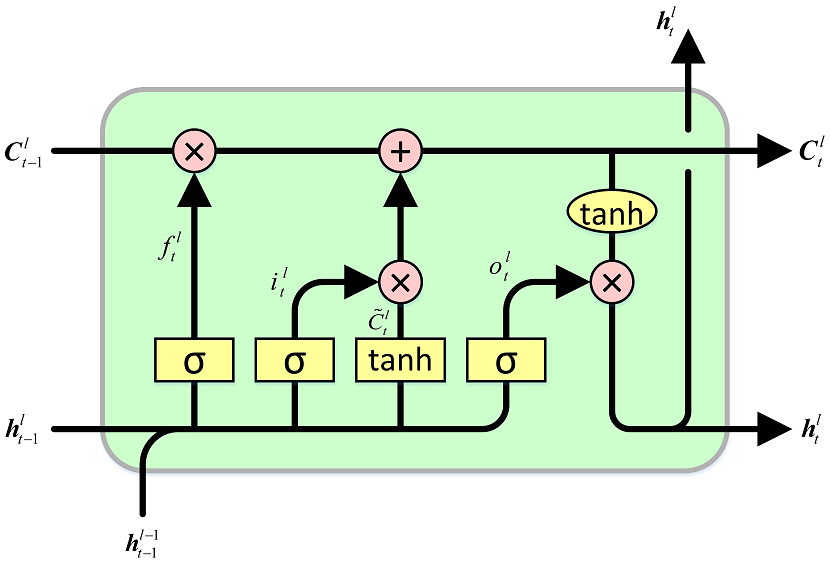 h_t^l
C_{t-1}^l × + C_t^l
tanh
f_t^l i_t^l × o_t^l ×
C̃_t^l
σ σ tanh σ
h_{t-1}^l h_t^l
h_{t-1}^{l-1}